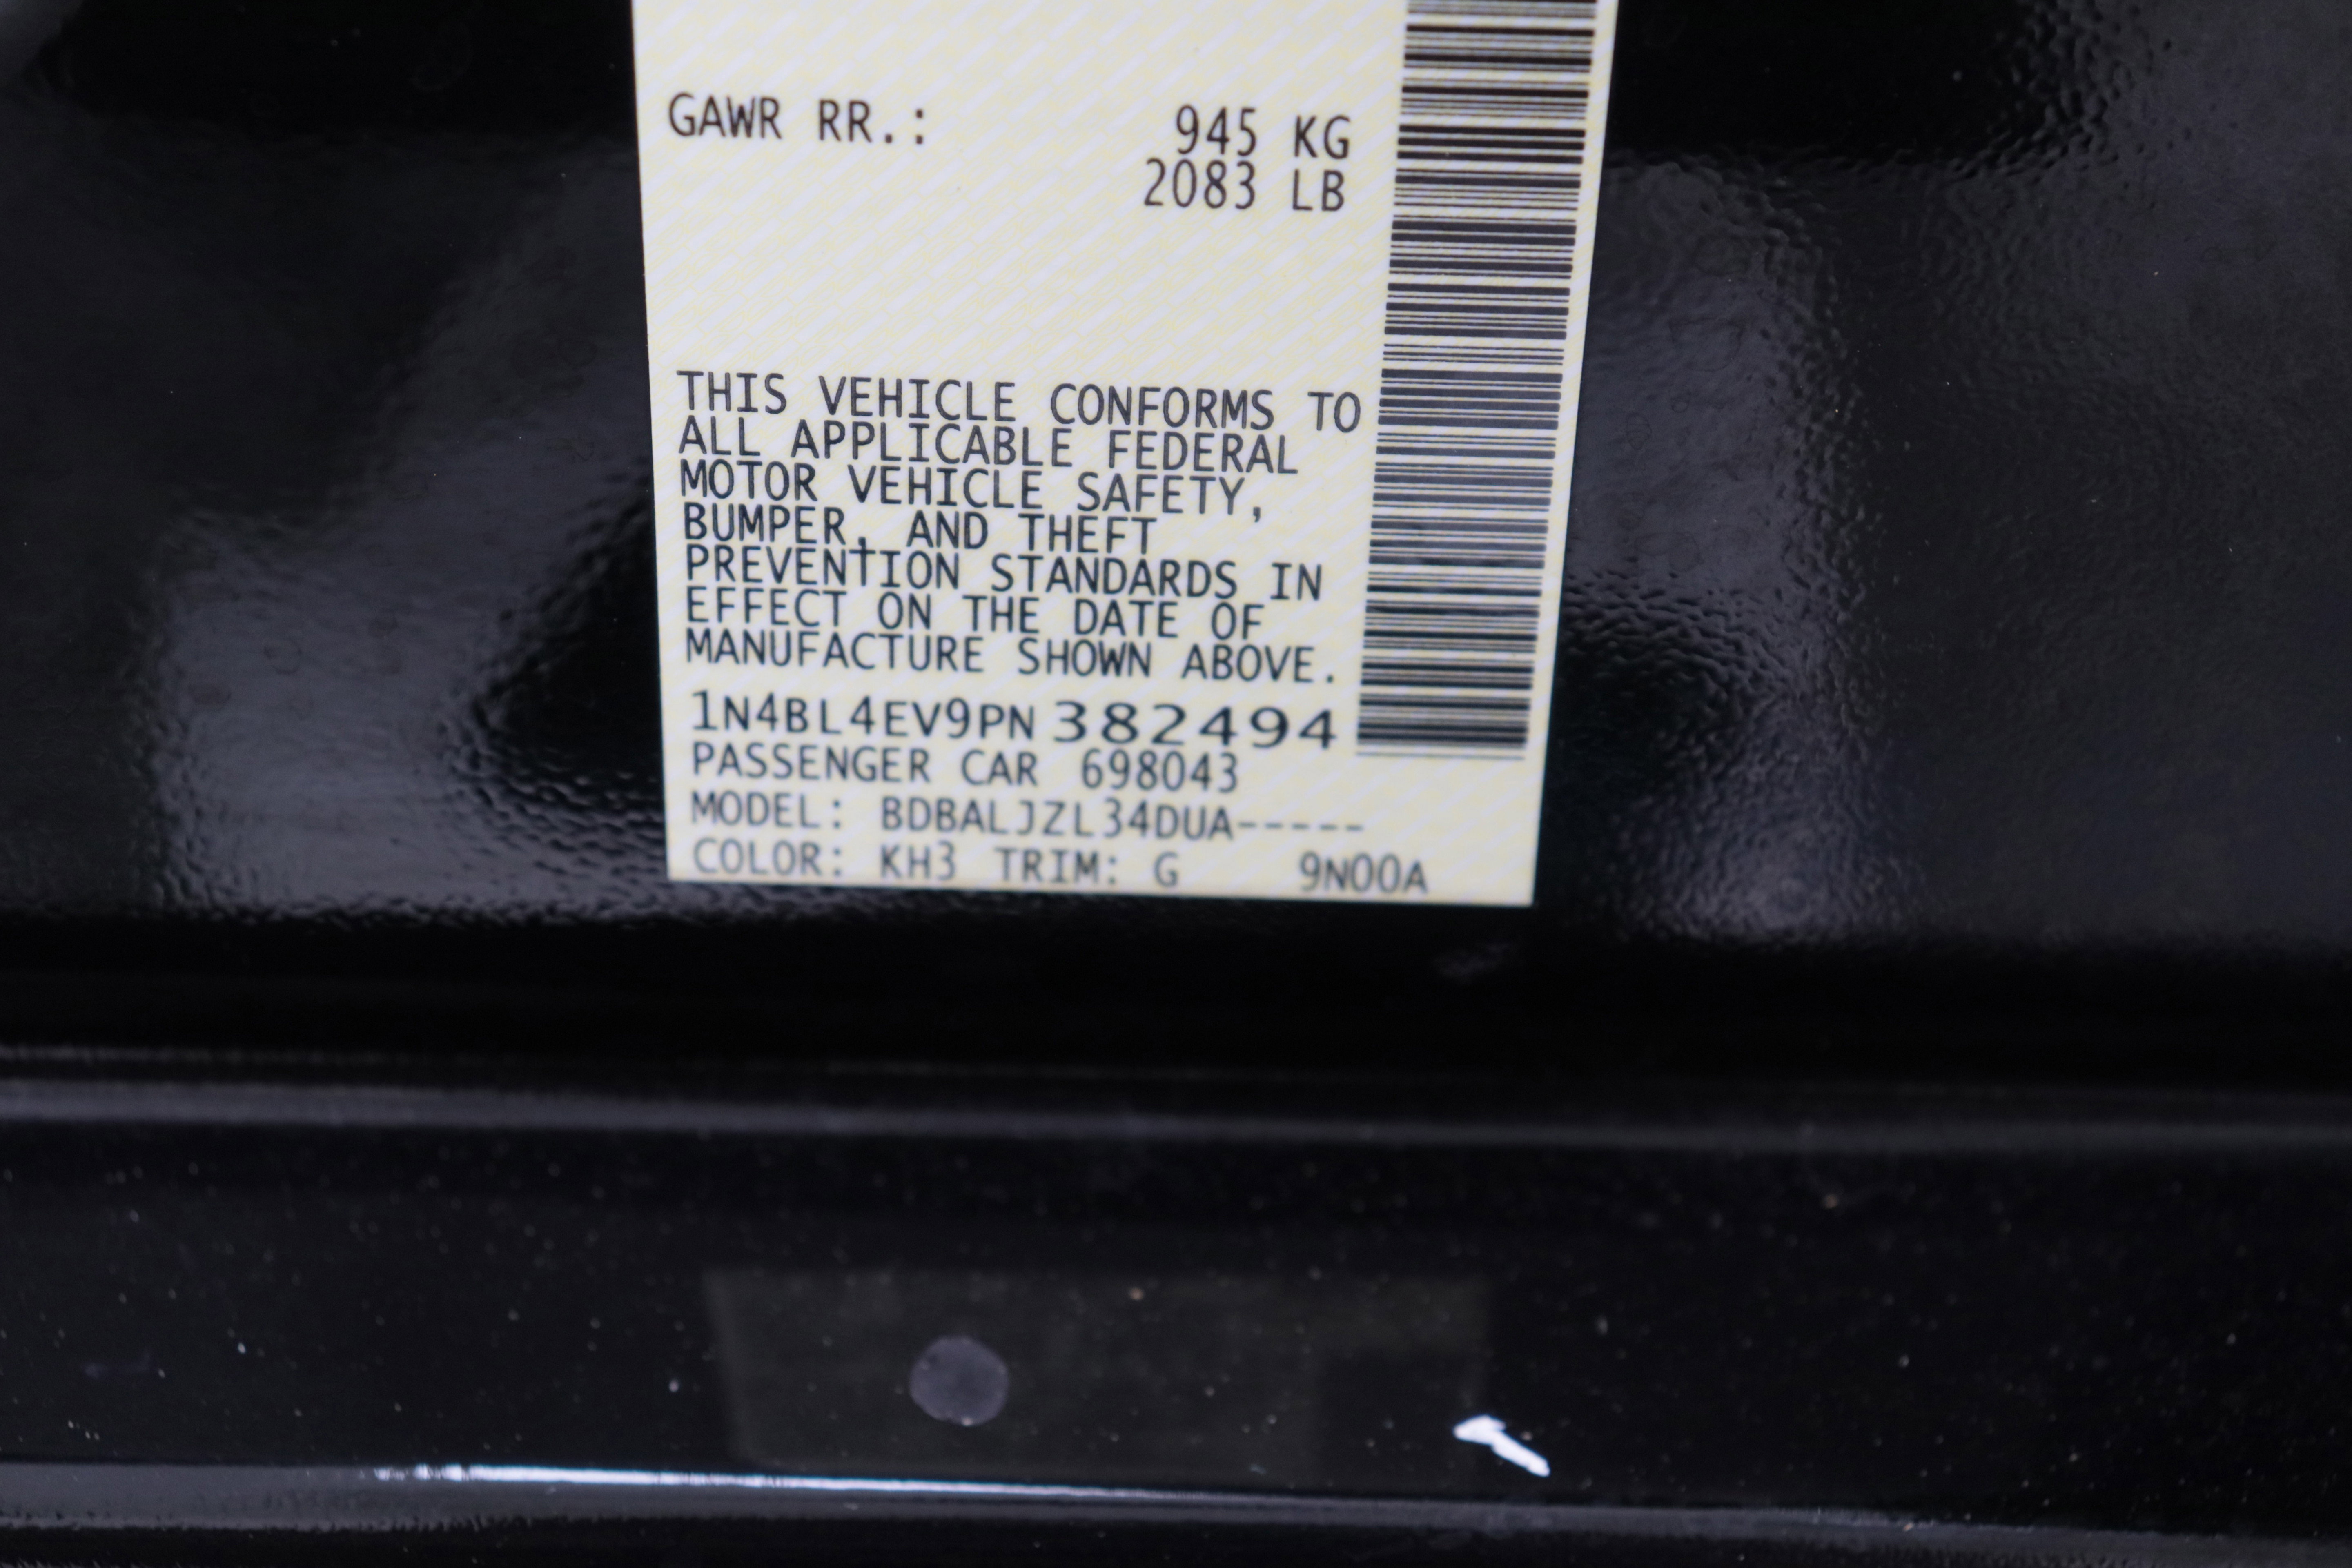 GAWR RR.: 945 KG
2083 LB
THIS VEHICLE CONFORMS TO
ALL APPLICABLE FEDERAL
MOTOR VEHICLE SAFETY,
BUMPER, AND THEFT
PREVENTION STANDARDS IN
EFFECT ON THE DATE OF
MANUFACTURE SHOWN ABOVE.
1N4BL4EV9PN382494
PASSENGER CAR 698043
MODEL: BDBALJZL34DUA-----
COLOR: KH3 TRIM: G 9N00A